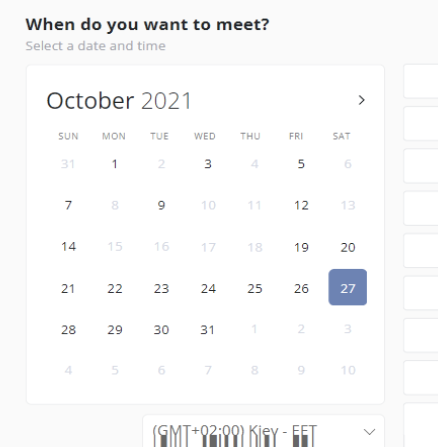 When do you want to meet?
Select a date and time
October 2021
SUN MON TUE WED THU FRI SAT
31 1 2 3 4 5 6
7 8 9 10 11 12 13
14 15 16 17 18 19 20
21 22 23 24 25 26 27
28 29 30 31 1 2 3
4 5 6 7 8 9 10
(GMT+02:00) Kiev - EET